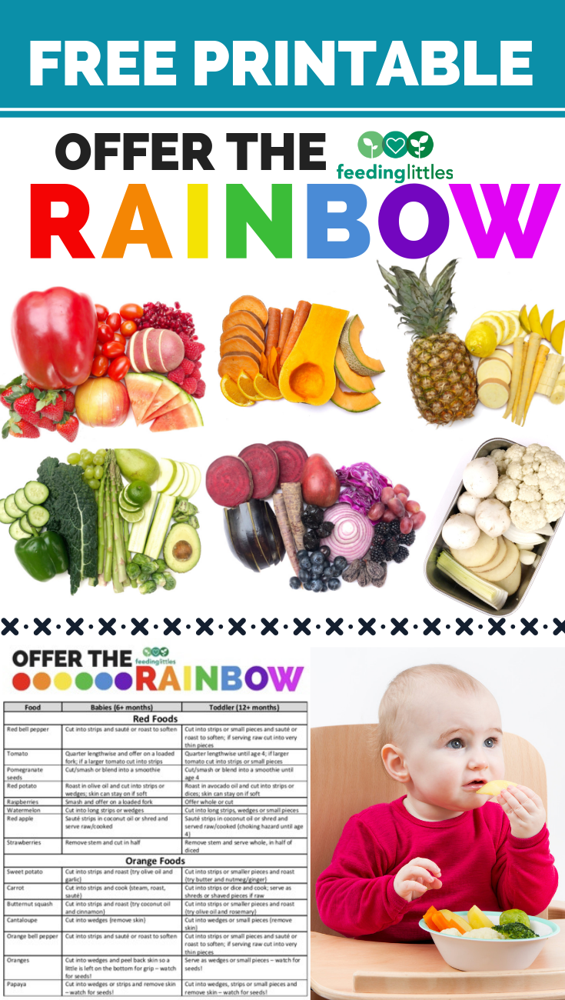 FREE PRINTABLE
OFFER THE
feedinglittles
RAINBOW
OFFER THE
feedinglittles
RAINBOW
Food Babies (6+ months) Toddler (12+ months)
Red Foods
Red bell pepper Cut into strips and sauté or roast to soften Cut into strips or small pieces and sauté or
roast to soften; if serving raw cut into very
thin pieces
Tomato Quarter lengthwise and offer on a loaded Quarter lengthwise until age 4; if larger
fork; if a larger tomato cut into strips tomato cut into strips or small pieces
Pomegranate Cut/smash or blend into a smoothie Cut/smash or blend into a smoothie until
seeds age 4
Red potato Roast in olive oil and cut into strips or Roast in avocado oil and cut into strips or
wedges; skin can stay on if soft dices; skin can stay on if soft
Raspberries Smash and offer on a loaded fork Offer whole or cut
Watermelon Cut into long strips or wedges Cut into long strips, wedges or small pieces
Red apple Sauté strips in coconut oil or shred and Sauté strips in coconut oil or shred and
serve raw/cooked served raw/cooked (choking hazard until age
4)
Strawberries Remove stem and cut in half Remove stem and serve whole, in half of
diced
Orange Foods
Sweet potato Cut into strips and roast (try olive oil and Cut into strips or smaller pieces and roast
garlic) (try butter and nutmeg/ginger)
Carrot Cut into strips and cook (steam, roast, Cut into strips or dice and cook; serve as
sauté) shreds or shaved pieces if raw
Butternut squash Cut into strips and roast (try coconut oil Cut into strips or smaller pieces and roast
and cinnamon) (try olive oil and rosemary)
Cantaloupe Cut into wedges (remove skin) Cut into wedges or small pieces (remove
skin)
Orange bell pepper Cut into strips and sauté or roast to soften Cut into strips or small pieces and sauté or
roast to soften; if serving raw cut into very
thin pieces
Oranges Cut into wedges and peel back skin so a Serve as wedges or small pieces – watch for
little is left on the bottom for grip – watch seeds!
for seeds!
Papaya Cut into wedges or strips and remove skin Cut into wedges, strips or small pieces and
– watch for seeds! remove skin – watch for seeds!